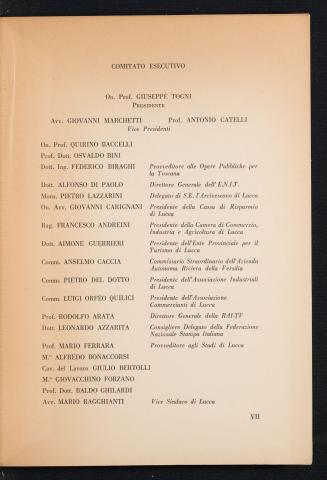 COMITATO ESECUTIVO
On. Prof. GIUSEPPE TOGNI
PRESIDENTE
Avv. GIOVANNI MARCHETTI Prof. ANTONIO CATELLI
Vice Presidenti
On. Prof. QUIRINO BACCELLI
Prof. Dott. OSVALDO BINI
Dott. Ing. FEDERICO BIRAGHI Provveditore alle Opere Pubbliche per
la Toscana
Dott. ALFONSO DI PAOLO Direttore Generale dell'E.N.I.T.
Mons. PIETRO LAZZARINI Delegato di S.E. l'Arcivescovo di Lucca
On. Avv. GIOVANNI CARIGNANI Presidente della Cassa di Risparmio
di Lucca
Rag. FRANCESCO ANDREINI Presidente della Camera di Commercio,
Industria e Agricoltura di Lucca
Dott. AIMONE GUERRIERI Presidente dell'Ente Provinciale per il
Turismo di Lucca
Comm. ANSELMO CACCIA Commissario Straordinario dell'Azienda
Autonoma Riviera della Versilia
Comm. PIETRO DEL DOTTO Presidente dell'Associazione Industriali
di Lucca
Comm. LUIGI ORFEO QUILICI Presidente dell'Associazione
Commercianti di Lucca
Prof. RODOLFO ARATA Direttore Generale della RAI-TV
Dott. LEONARDO AZZARITA Consigliere Delegato della Federazione
Nazionale Stampa Italiana
Prof. MARIO FERRARA Provveditore agli Studi di Lucca
M.º ALFREDO BONACCORSI
Cav. del Lavoro GIULIO BERTOLLI
M.º GIOVACCHINO FORZANO
Prof. Dott. BALDO GHILARDI
Avv. MARIO RAGGHIANTI Vice Sindaco di Lucca
VII